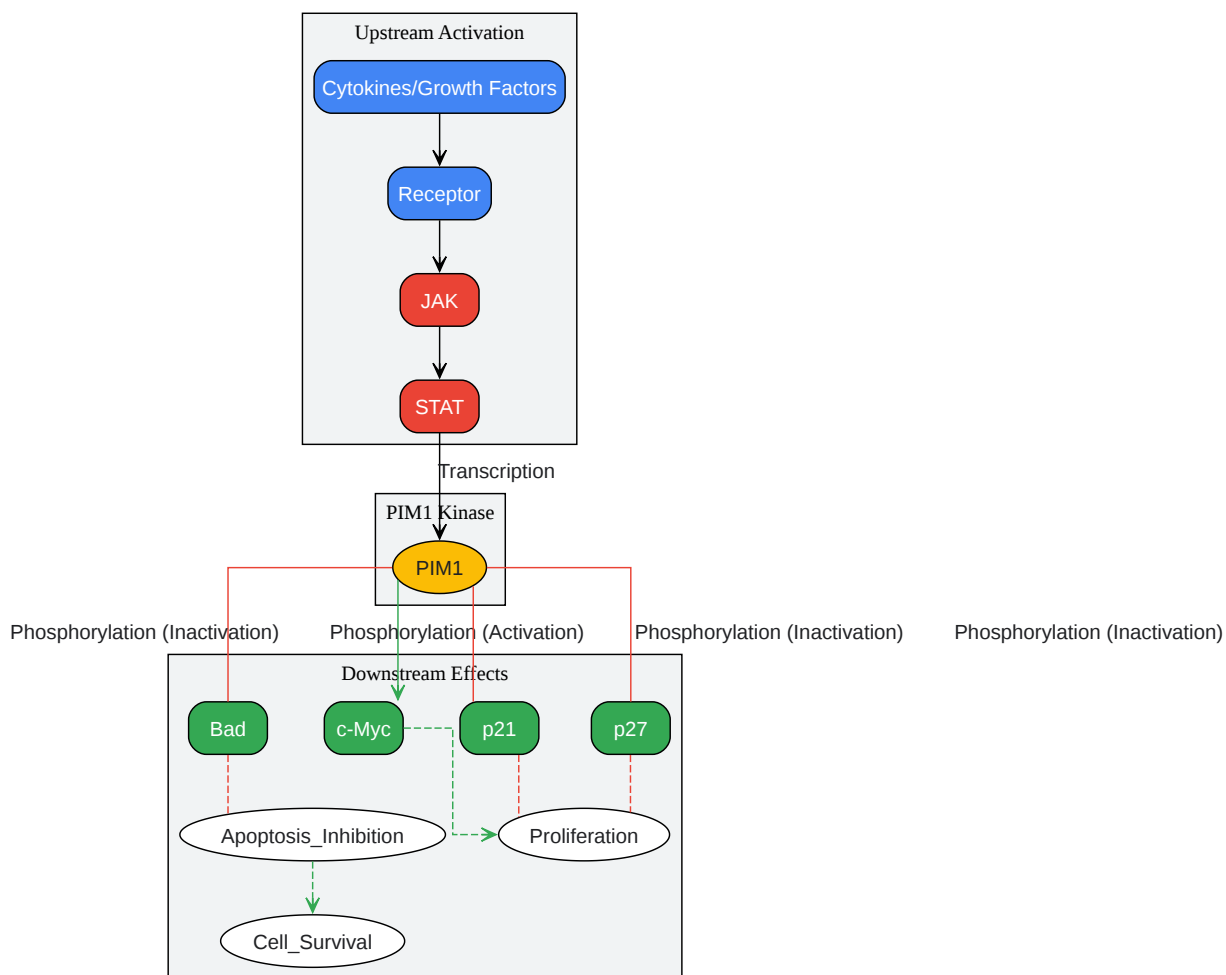 Upstream Activation
Cytokines/Growth Factors
Receptor
JAK
STAT
Transcription
PIM1 Kinase
PIM1
Phosphorylation (Inactivation)
Phosphorylation (Activation)
Phosphorylation (Inactivation)
Phosphorylation (Inactivation)
Downstream Effects
Bad
c-Myc
p21
p27
Apoptosis_Inhibition
Proliferation
Cell_Survival